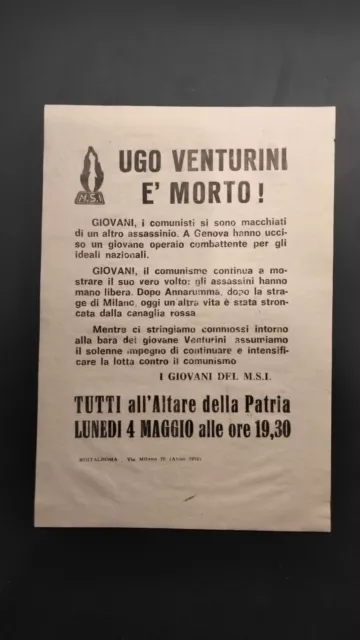 M.S.I.
UGO VENTURINI
E' MORTO !
GIOVANI, i comunisti si sono macchiati
di un altro assassinio. A Genova hanno ucci-
so un giovane operaio combattente per gli
ideali nazionali.
GIOVANI, il comunismo continua a mo-
strare il suo vero volto: gli assassini hanno
mano libera. Dopo Annarumma, dopo la stra-
ge di Milano, oggi un'altra vita è stata stron-
cata dalla canaglia rossa
Mentre ci stringiamo commossi intorno
alla bara del giovane Venturini assumiamo
il solenne impegno di continuare e intensifi-
care la lotta contro il comunismo
I GIOVANI DEL M.S.I.
TUTTI all'Altare della Patria
LUNEDI 4 MAGGIO alle ore 19,30
Via Milano (Anno 1970)